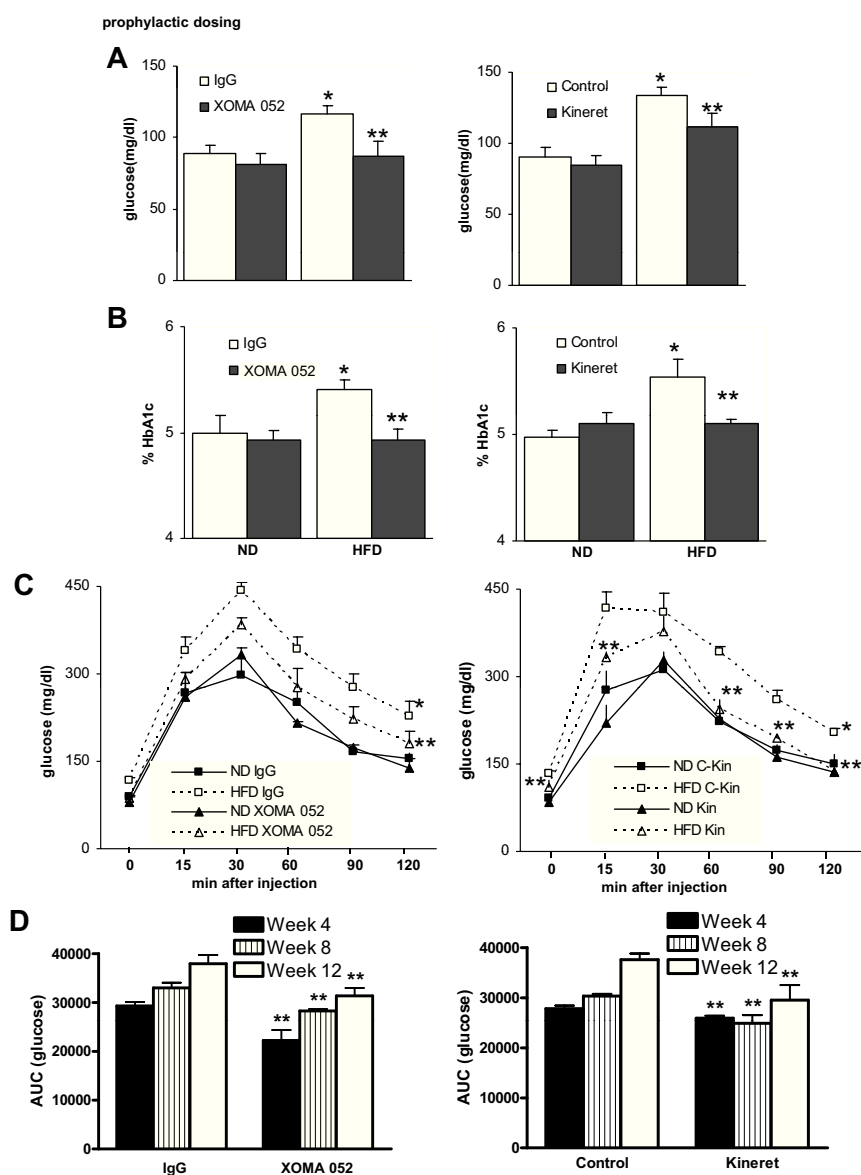 prophylactic dosing
A
150
100
50
0
glucose(mg/dl)
IgG
XOMA 052
*
**
150
100
50
0
glucose(mg/dl)
Control
Kineret
*
**
B
6
5
4
% HbA1c
IgG
XOMA 052
*
**
ND HFD
6
5
4
% HbA1c
Control
Kineret
*
**
ND HFD
C
450
300
150
0
glucose (mg/dl)
*
**
ND IgG
HFD IgG
ND XOMA 052
HFD XOMA 052
0 15 30 60 90 120
min after injection
450
300
150
0
glucose (mg/dl)
**
**
**
**
*
**
ND C-Kin
HFD C-Kin
ND Kin
HFD Kin
0 15 30 60 90 120
min after injection
D
40000
30000
20000
10000
0
AUC (glucose)
Week 4
Week 8
Week 12
** ** **
IgG XOMA 052
40000
30000
20000
10000
0
AUC (glucose)
Week 4
Week 8
Week 12
** ** **
Control Kineret